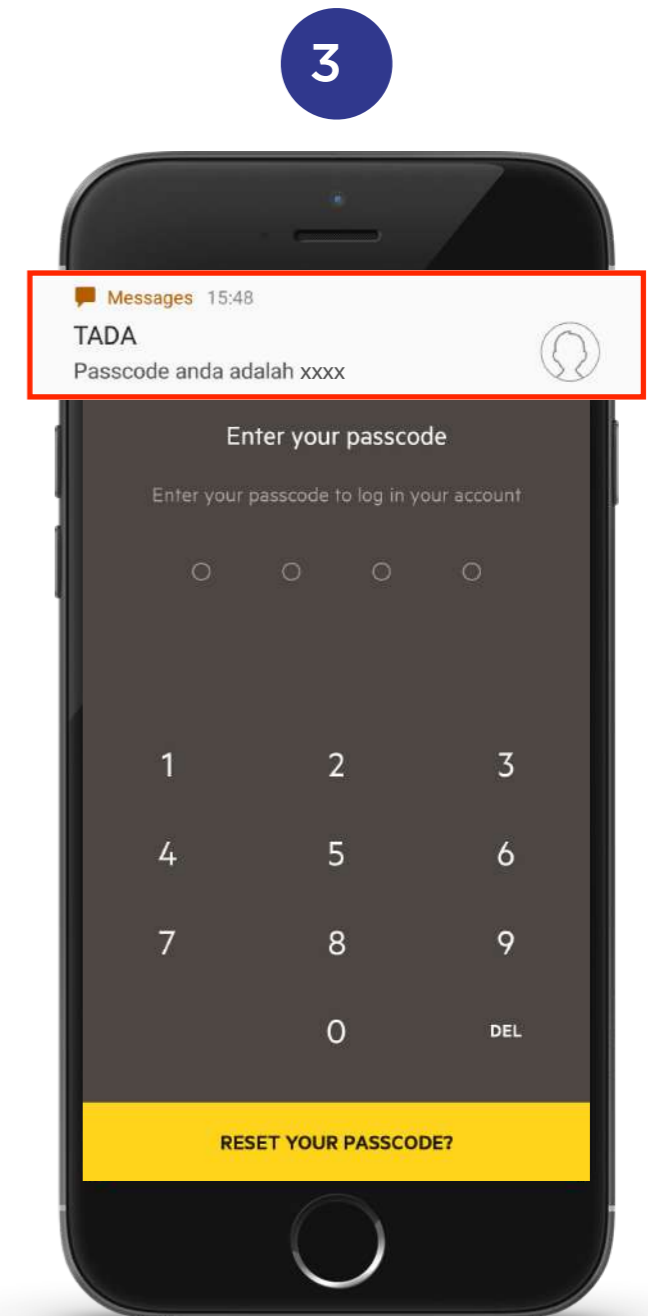 3
Messages 15:48
TADA
Passcode anda adalah xxxx
Enter your passcode
Enter your passcode to log in your account
1 2 3
4 5 6
7 8 9
0 DEL
RESET YOUR PASSCODE?